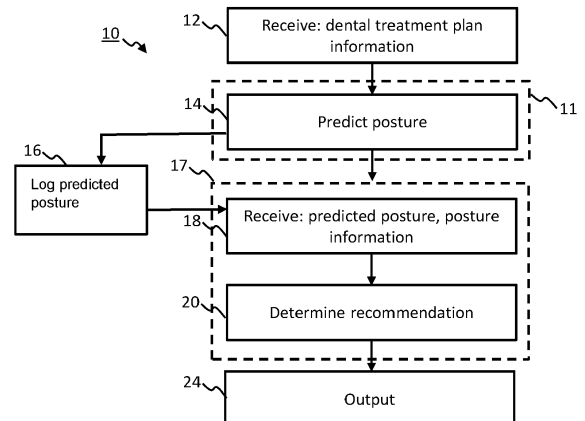 12
Receive: dental treatment plan
information
10
14
Predict posture
11
16
Log predicted
posture
17
18
Receive: predicted posture, posture
information
20
Determine recommendation
24
Output